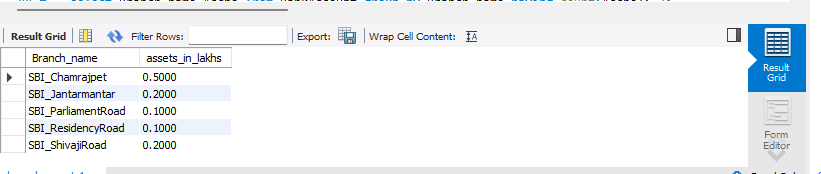 Result Grid Filter Rows: Export: Wrap Cell Content:
Branch_name assets_in_lakhs
SBI_Chamrajpet 0.5000
SBI_Jantarmantar 0.2000
SBI_ParliamentRoad 0.1000
SBI_ResidencyRoad 0.1000
SBI_ShivajiRoad 0.2000
Result
Grid
Form
Editor